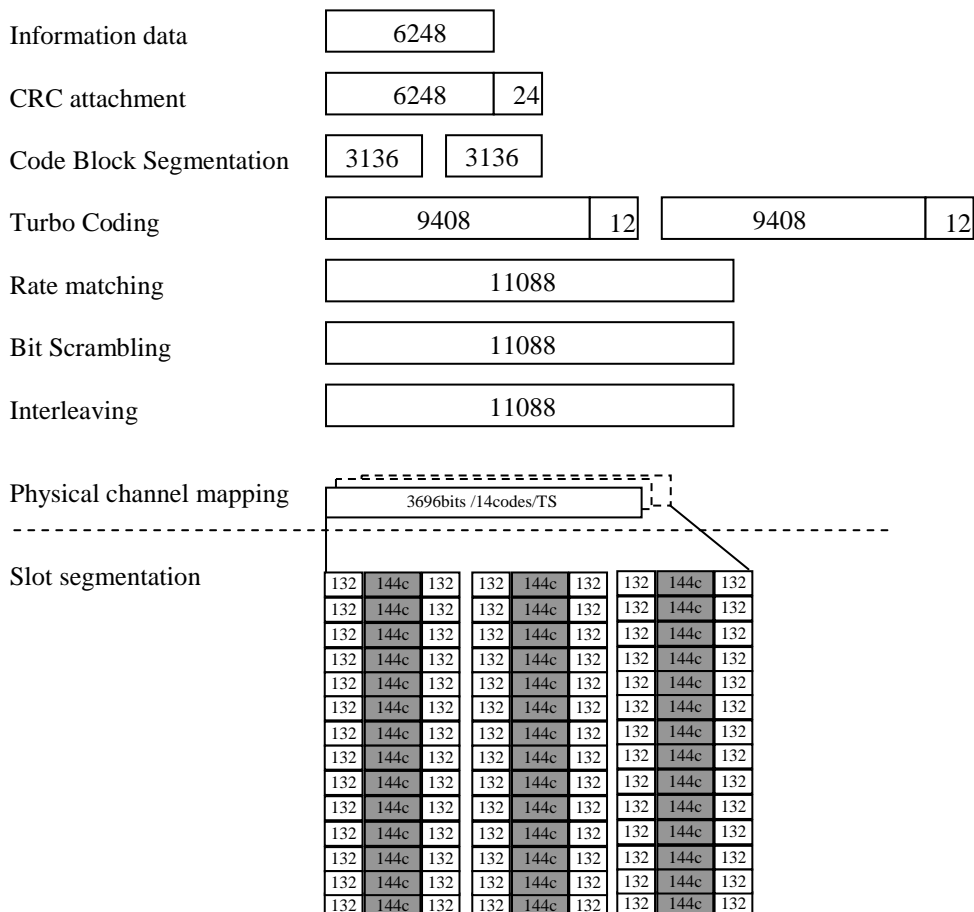 Information data 6248
CRC attachment 6248 24
Code Block Segmentation 3136 3136
Turbo Coding 9408 12 9408 12
Rate matching 11088
Bit Scrambling 11088
Interleaving 11088
Physical channel mapping 3696bits /14codes/TS
Slot segmentation
132 144c 132 132 144c 132 132 144c 132
132 144c 132 132 144c 132 132 144c 132
132 144c 132 132 144c 132 132 144c 132
132 144c 132 132 144c 132 132 144c 132
132 144c 132 132 144c 132 132 144c 132
132 144c 132 132 144c 132 132 144c 132
132 144c 132 132 144c 132 132 144c 132
132 144c 132 132 144c 132 132 144c 132
132 144c 132 132 144c 132 132 144c 132
132 144c 132 132 144c 132 132 144c 132
132 144c 132 132 144c 132 132 144c 132
132 144c 132 132 144c 132 132 144c 132
132 144c 132 132 144c 132 132 144c 132
132 144c 132 132 144c 132 132 144c 132